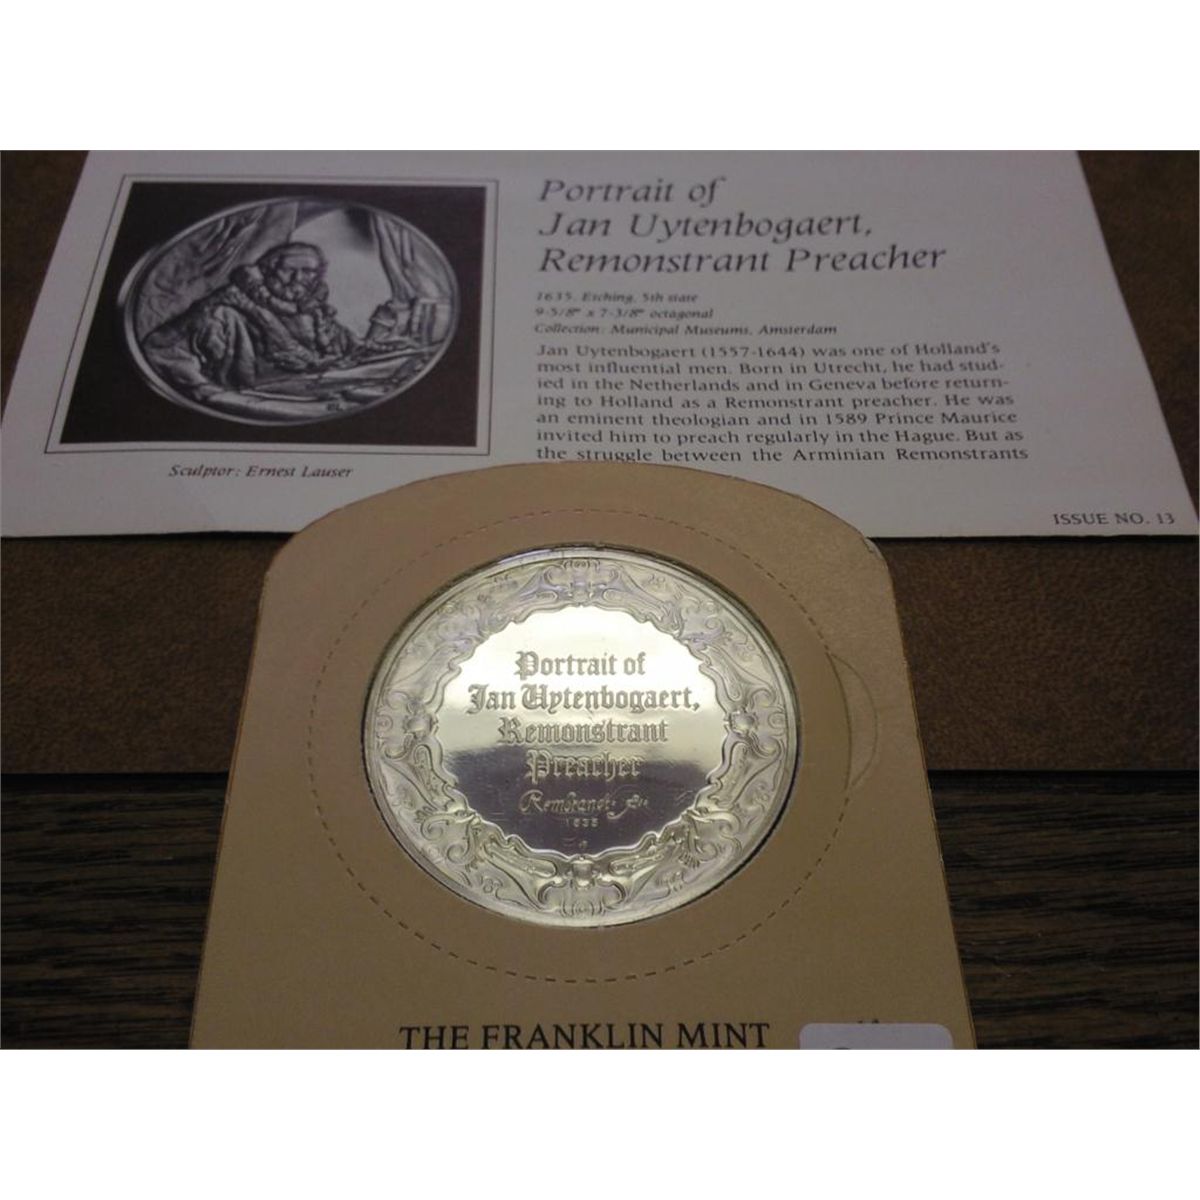 Portrait of
Jan Uytenbogaert,
Remonstrant Preacher
1635, Etching, 5th state
9-5/8" x 7-3/8" octagonal
Collection: Municipal Museums, Amsterdam
Jan Uytenbogaert (1557-1644) was one of Holland's
most influential men. Born in Utrecht, he had stud-
ied in the Netherlands and in Geneva before return-
ing to Holland as a Remonstrant preacher. He was
an eminent theologian and in 1589 Prince Maurice
invited him to preach regularly in the Hague. But as
the struggle between the Arminian Remonstrants
EL
Sculptor: Ernest Lauser
ISSUE NO. 13
Portrait of
Jan Uytenbogaert,
Remonstrant
Preacher
Rembrandt
1635
THE FRANKLIN MINT